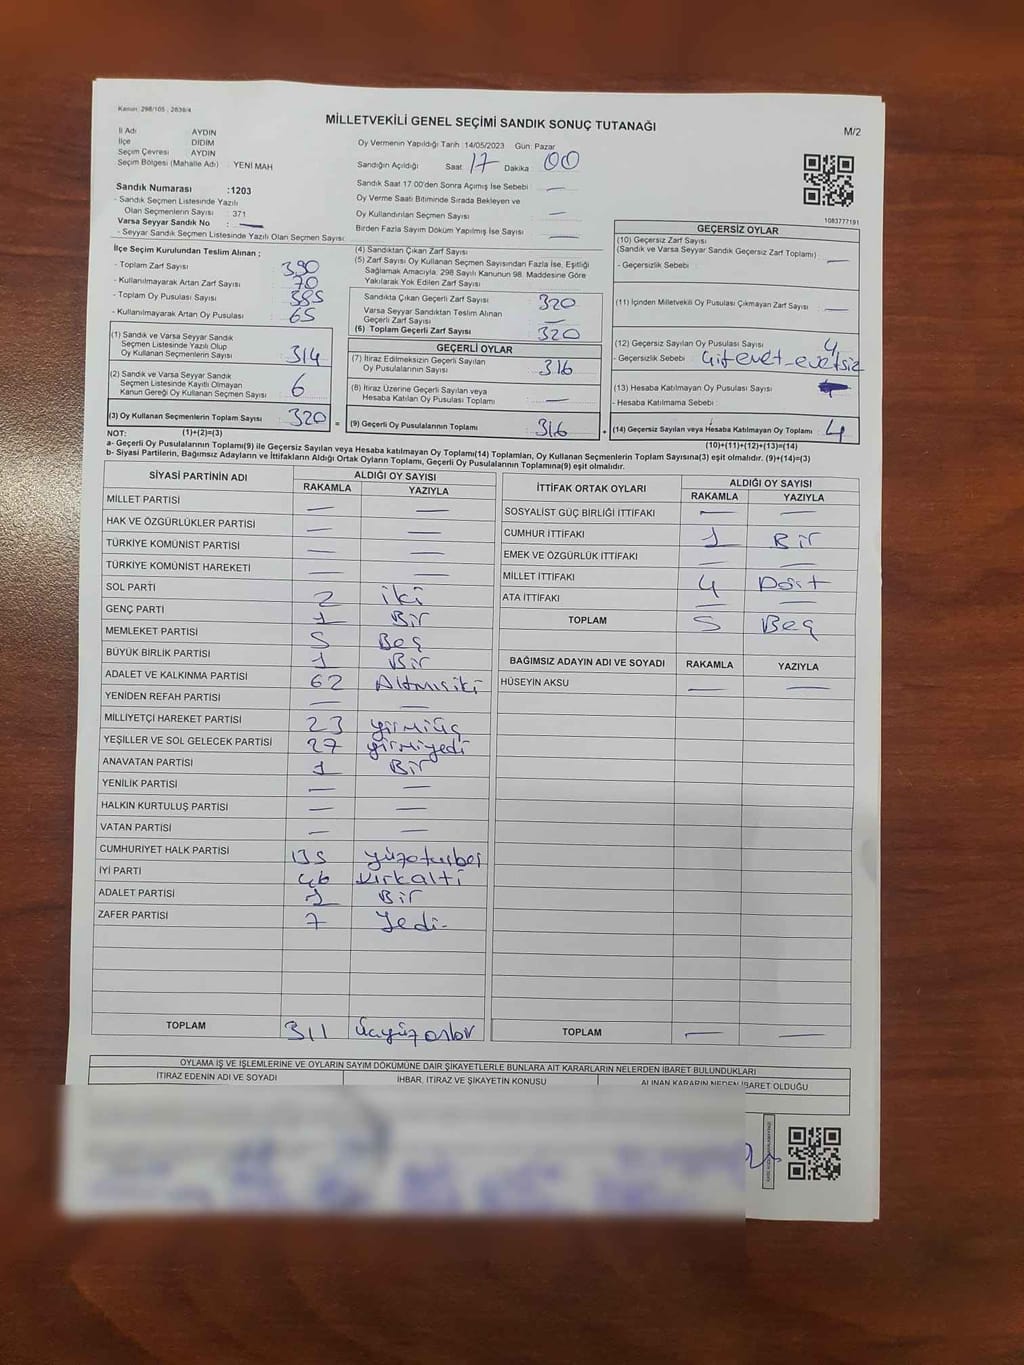 Kanun: 298/105 , 2839/4
MİLLETVEKİLİ GENEL SEÇİMİ SANDIK SONUÇ TUTANAĞI
M/2
İl Adı AYDIN
İlçe DİDİM
Seçim Çevresi AYDIN
Seçim Bölgesi (Mahalle Adı) : YENİ MAH
Oy Vermenin Yapıldığı Tarih :14/05/2023 Gün: Pazar
Sandığın Açıldığı Saat : 17 Dakika : 00
Sandık Saat 17.00'den Sonra Açımış İse Sebebi : —
Oy Verme Saati Bitiminde Sırada Bekleyen ve
Oy Kullandırılan Seçmen Sayısı : —
Birden Fazla Sayım Döküm Yapılmış İse Sayısı : —
1083777191
Sandık Numarası :1203
- Sandık Seçmen Listesinde Yazılı
Olan Seçmenlerin Sayısı : 371
Varsa Seyyar Sandık No : —
- Seyyar Sandık Seçmen Listesinde Yazılı Olan Seçmen Sayısı:
İlçe Seçim Kurulundan Teslim Alınan ;
- Toplam Zarf Sayısı : 390
- Kullanılmayarak Artan Zarf Sayısı : 70
- Toplam Oy Pusulası Sayısı : 385
- Kullanılmayarak Artan Oy Pusulası : 65
(1) Sandık ve Varsa Seyyar Sandık
Seçmen Listesinde Yazılı Olup
Oy Kullanan Seçmenlerin Sayısı : 314
(2) Sandık ve Varsa Seyyar Sandık
Seçmen Listesinde Kayıtlı Olmayan
Kanun Gereği Oy Kullanan Seçmen Sayısı : 6
(3) Oy Kullanan Seçmenlerin Toplam Sayısı : 320
(1)+(2)=(3)
(4) Sandıktan Çıkan Zarf Sayısı
(5) Zarf Sayısı Oy Kullanan Seçmen Sayısından Fazla İse, Eşitliği
Sağlamak Amacıyla, 298 Sayılı Kanunun 98. Maddesine Göre
Yakılarak Yok Edilen Zarf Sayısı :
Sandıkta Çıkan Geçerli Zarf Sayısı : 320
Varsa Seyyar Sandıktan Teslim Alınan
Geçerli Zarf Sayısı : —
(6) Toplam Geçerli Zarf Sayısı : 320
GEÇERLİ OYLAR
(7) İtiraz Edilmeksizin Geçerli Sayılan
Oy Pusulalarının Sayısı : 316
(8) İtiraz Üzerine Geçerli Sayılan veya
Hesaba Katılan Oy Pusulası Toplamı : —
= (9) Geçerli Oy Pusulalarının Toplamı : 316
GEÇERSİZ OYLAR
(10) Geçersiz Zarf Sayısı
(Sandık ve Varsa Seyyar Sandık Geçersiz Zarf Toplamı) : —
- Geçersizlik Sebebi :
(11) İçinden Milletvekili Oy Pusulası Çıkmayan Zarf Sayısı : —
(12) Geçersiz Sayılan Oy Pusulası Sayısı : 4
- Geçersizlik Sebebi : Çift evet_evetsiz
(13) Hesaba Katılmayan Oy Pusulası Sayısı
- Hesaba Katılmama Sebebi :
+ (14) Geçersiz Sayılan veya Hesaba Katılmayan Oy Toplamı : 4
(10)+(11)+(12)+(13)=(14)
NOT:
a- Geçerli Oy Pusulalarının Toplamı(9) ile Geçersiz Sayılan veya Hesaba Katılmayan Oy Toplamı(14) Toplamları, Oy Kullanan Seçmenlerin Toplam Sayısına(3) eşit olmalıdır. (9)+(14)=(3)
b- Siyasi Partilerin, Bağımsız Adayların ve İttifakların Aldığı Ortak Oyların Toplamı, Geçerli Oy Pusulalarının Toplamına(9) eşit olmalıdır.
SİYASİ PARTİNİN ADI ALDIĞI OY SAYISI
RAKAMLA YAZIYLA
MİLLET PARTİSİ — —
HAK VE ÖZGÜRLÜKLER PARTİSİ — —
TÜRKİYE KOMÜNİST PARTİSİ — —
TÜRKİYE KOMÜNİST HAREKETİ — —
SOL PARTİ 2 iki
GENÇ PARTİ 1 Bir
MEMLEKET PARTİSİ 5 Beş
BÜYÜK BİRLİK PARTİSİ 1 Bir
ADALET VE KALKINMA PARTİSİ 62 Altmışiki
YENİDEN REFAH PARTİSİ — —
MİLLİYETÇİ HAREKET PARTİSİ 23 yirmiüç
YEŞİLLER VE SOL GELECEK PARTİSİ 27 yirmiyedi
ANAVATAN PARTİSİ 1 Bir
YENİLİK PARTİSİ — —
HALKIN KURTULUŞ PARTİSİ — —
VATAN PARTİSİ — —
CUMHURİYET HALK PARTİSİ 135 yüzotuzbeş
İYİ PARTİ 46 Kırkaltı
ADALET PARTİSİ 1 Bir
ZAFER PARTİSİ 7 Yedi-
TOPLAM 311 Üçyüzonbir
İTTİFAK ORTAK OYLARI ALDIĞI OY SAYISI
RAKAMLA YAZIYLA
SOSYALİST GÜÇ BİRLİĞİ İTTİFAKI — —
CUMHUR İTTİFAKI 1 Bir
EMEK VE ÖZGÜRLÜK İTTİFAKI — —
MİLLET İTTİFAKI 4 Dört
ATA İTTİFAKI — —
TOPLAM 5 Beş
BAĞIMSIZ ADAYIN ADI VE SOYADI RAKAMLA YAZIYLA
HÜSEYİN AKSU — —
TOPLAM — —
OYLAMA İŞ VE İŞLEMLERİNE VE OYLARIN SAYIM DÖKÜMÜNE DAİR ŞİKAYETLERLE BUNLARA AİT KARARLARIN NELERDEN İBARET BULUNDUKLARI
İTİRAZ EDENİN ADI VE SOYADI İHBAR, İTİRAZ VE ŞİKAYETİN KONUSU ALINAN KARARIN NEDEN İBARET OLDUĞU